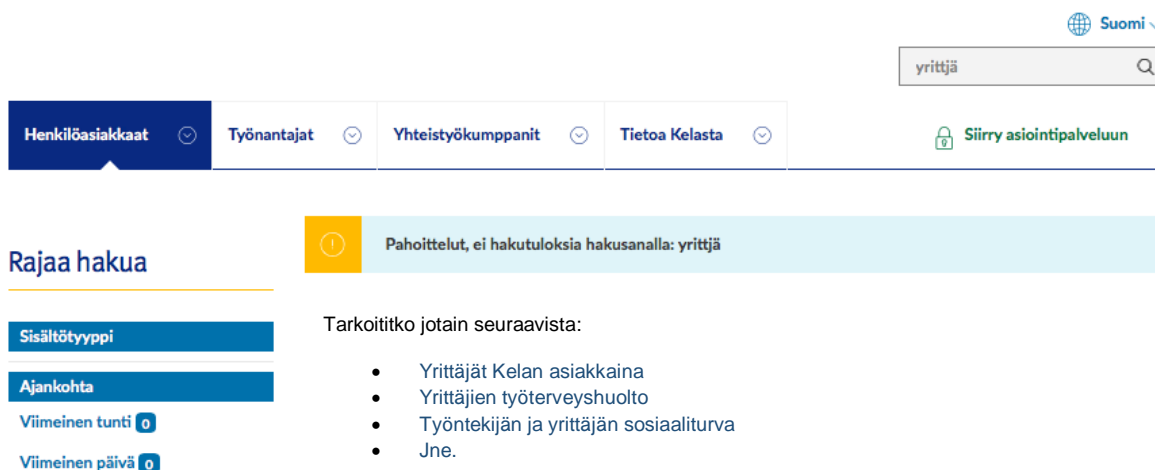 Suomi
yrittjä
Henkilöasiakkaat
Työnantajat
Yhteistyökumppanit
Tietoa Kelasta
Siirry asiointipalveluun
Rajaa hakua
Pahoittelut, ei hakutuloksia hakusanalla: yrittjä
Sisältötyyppi
Ajankohta
Viimeinen tunti 0
Viimeinen päivä 0
Tarkoititko jotain seuraavista:
• Yrittäjät Kelan asiakkaina
• Yrittäjien työterveyshuolto
• Työntekijän ja yrittäjän sosiaaliturva
• Jne.